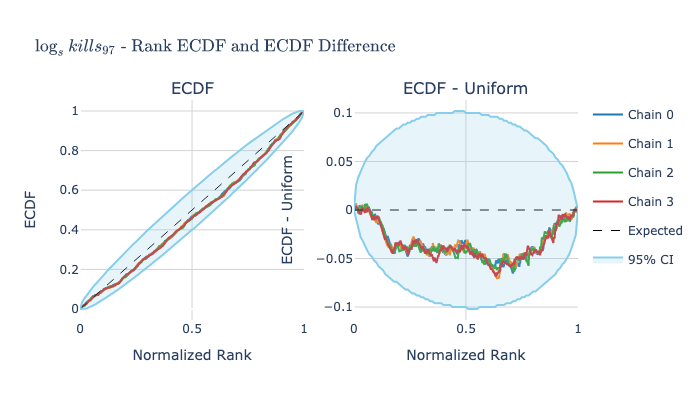 log_s kills_97 - Rank ECDF and ECDF Difference
ECDF
ECDF - Uniform
1
0.8
0.6
0.4
0.2
0
0
0.5
1
ECDF
Normalized Rank
0.1
0.05
0
−0.05
−0.1
0
0.5
1
ECDF - Uniform
Normalized Rank
Chain 0
Chain 1
Chain 2
Chain 3
Expected
95% CI